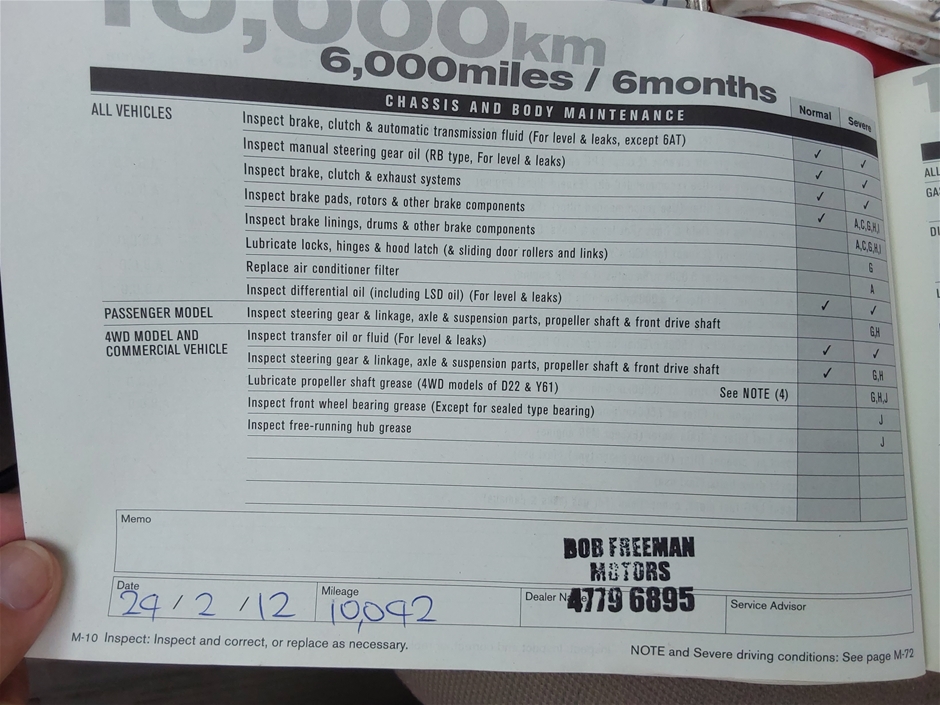 10,000km
6,000miles / 6months
CHASSIS AND BODY MAINTENANCE
Normal
Severe
ALL VEHICLES
Inspect brake, clutch & automatic transmission fluid (For level & leaks, except 6AT) ✓ ✓
Inspect manual steering gear oil (RB type, For level & leaks) ✓ ✓
Inspect brake, clutch & exhaust systems ✓ ✓
Inspect brake pads, rotors & other brake components ✓ A,C,G,H,I
Inspect brake linings, drums & other brake components A,C,G,H,I
Lubricate locks, hinges & hood latch (& sliding door rollers and links) G
Replace air conditioner filter A
Inspect differential oil (including LSD oil) (For level & leaks) ✓ ✓
PASSENGER MODEL
Inspect steering gear & linkage, axle & suspension parts, propeller shaft & front drive shaft G,H
4WD MODEL AND
COMMERCIAL VEHICLE
Inspect transfer oil or fluid (For level & leaks) ✓ ✓
Inspect steering gear & linkage, axle & suspension parts, propeller shaft & front drive shaft ✓ G,H
Lubricate propeller shaft grease (4WD models of D22 & Y61) See NOTE (4) G,H,J
Inspect front wheel bearing grease (Except for sealed type bearing) J
Inspect free-running hub grease J
Memo
BOB FREEMAN
MOTORS
4779 6895
Date
29 / 2 / 12
Mileage
10,092
Dealer
Service Advisor
M-10 Inspect: Inspect and correct, or replace as necessary.
NOTE and Severe driving conditions: See page M-72